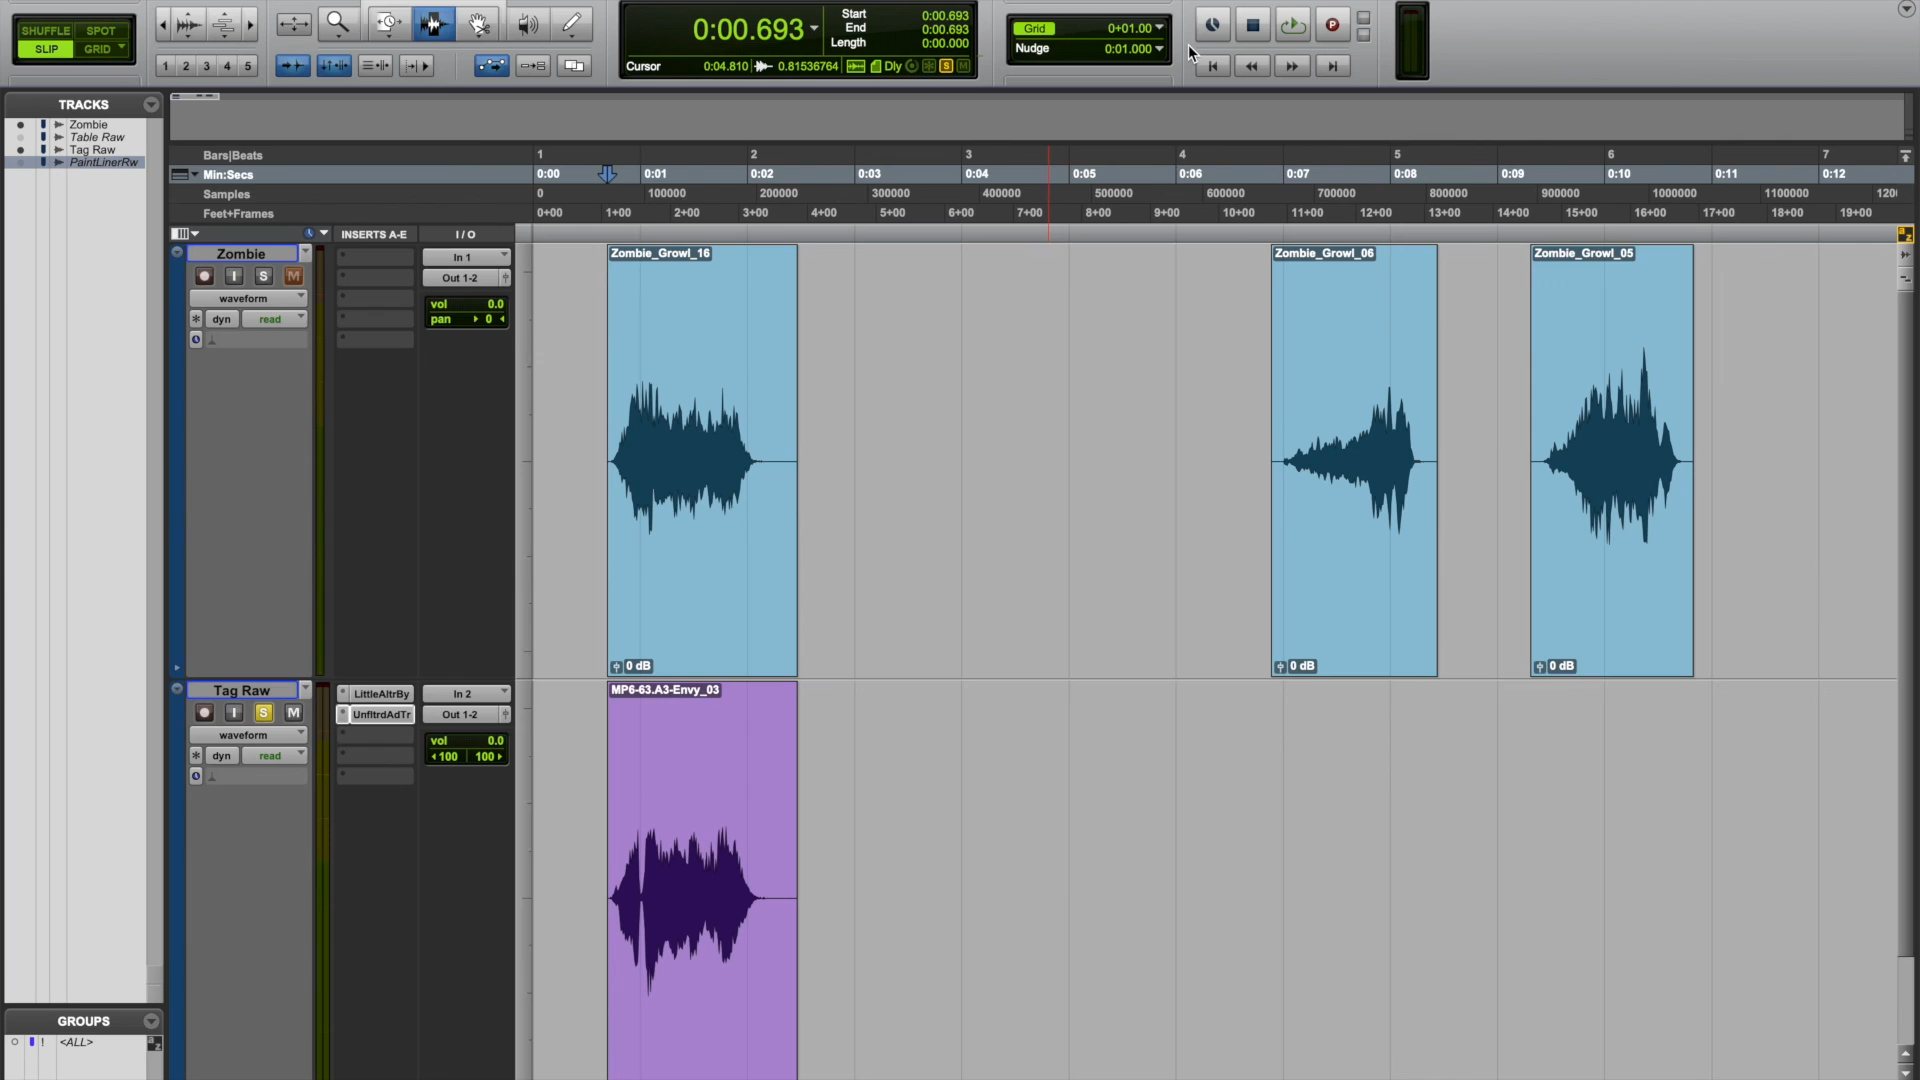 SHUFFLE SPOT
SLIP GRID
1 2 3 4 5
0:00.693
Start 0:00.693
End 0:00.693
Length 0:00.000
Cursor 0:04.810 0.81536764 Dly S M
Grid 0+01.00
Nudge 0:01.000
P
TRACKS
Zombie
Table Raw
Tag Raw
PaintLinerRw
GROUPS
! <ALL>
a z
Bars|Beats 1 2 3 4 5 6 7
Min:Secs 0:00 0:01 0:02 0:03 0:04 0:05 0:06 0:07 0:08 0:09 0:10 0:11 0:12
Samples 0 100000 200000 300000 400000 500000 600000 700000 800000 900000 1000000 1100000 120
Feet+Frames 0+00 1+00 2+00 3+00 4+00 5+00 6+00 7+00 8+00 9+00 10+00 11+00 12+00 13+00 14+00 15+00 16+00 17+00 18+00 19+00
INSERTS A-E I / O
a z
Zombie
I S M
waveform
dyn read
In 1
Out 1-2
vol 0.0
pan 0
Zombie_Growl_16
0 dB
Zombie_Growl_06
0 dB
Zombie_Growl_05
0 dB
Tag Raw
I S M
waveform
dyn read
LittleAltrBy
UnfltrdAdTr
In 2
Out 1-2
vol 0.0
100 100
MP6-63.A3-Envy_03